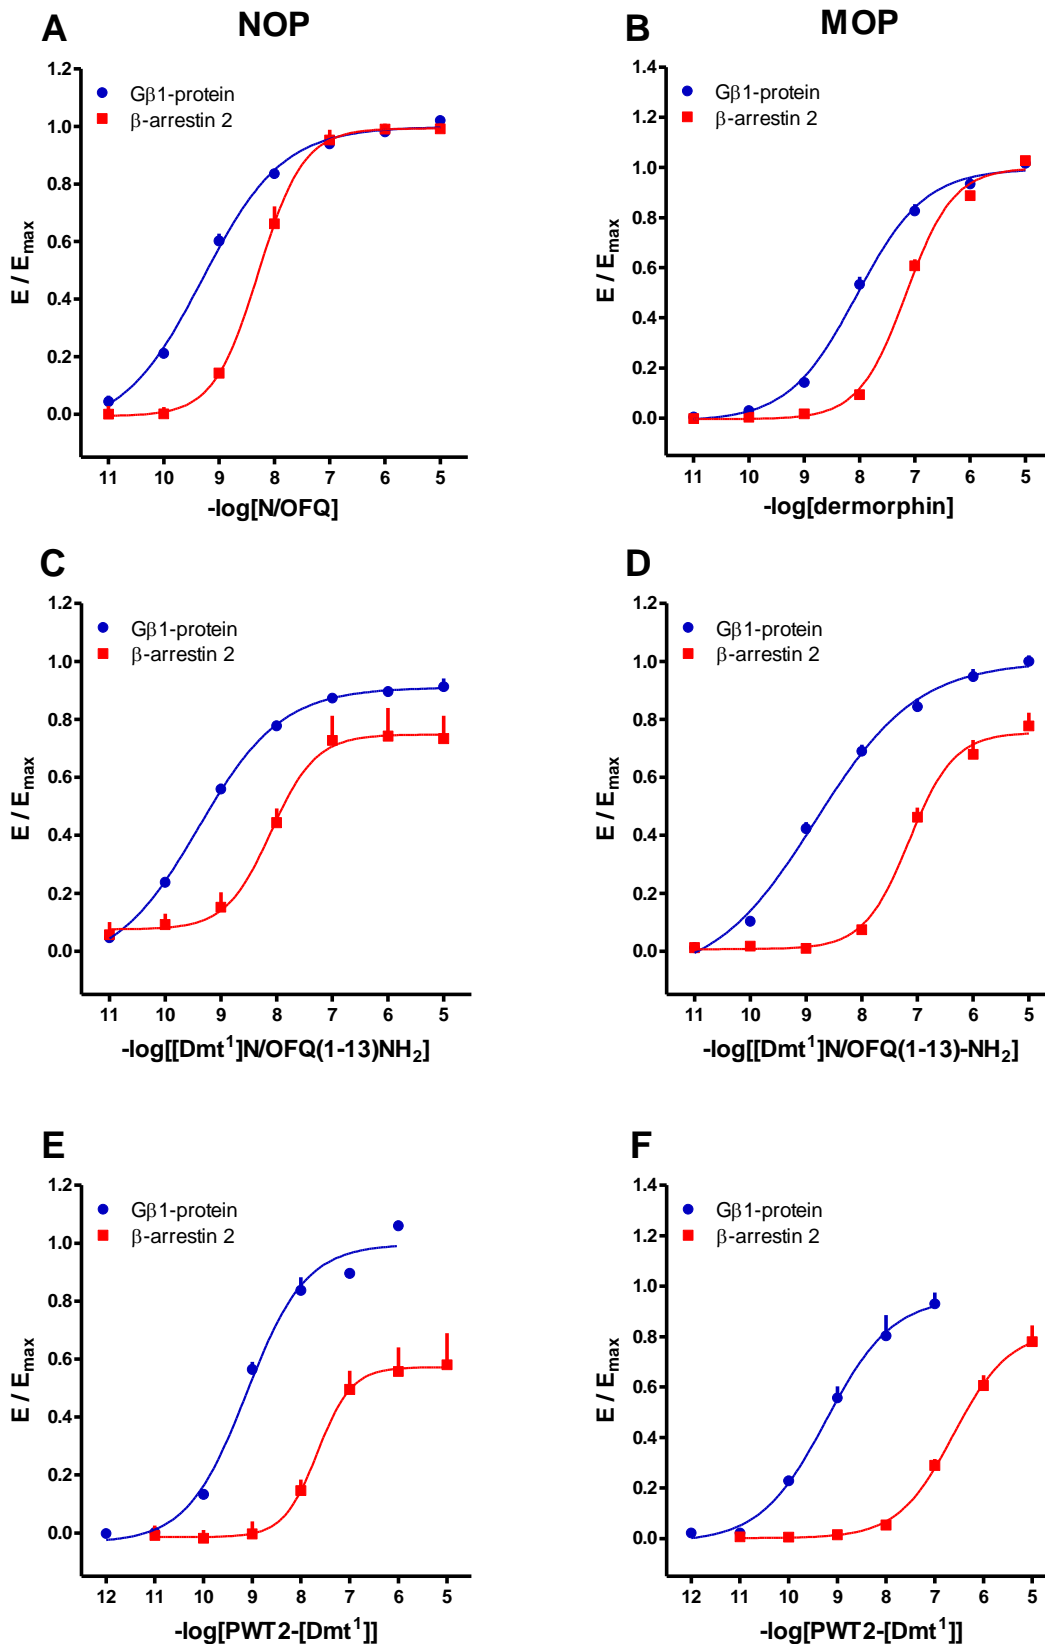 NOP
MOP
A
1.2
1.0
0.8
0.6
0.4
0.2
0.0
E / Emax
Gβ1-protein
β-arrestin 2
11 10 9 8 7 6 5
-log[N/OFQ]
B
1.4
1.2
1.0
0.8
0.6
0.4
0.2
0.0
E / Emax
Gβ1-protein
β-arrestin 2
11 10 9 8 7 6 5
-log[dermorphin]
C
1.2
1.0
0.8
0.6
0.4
0.2
0.0
E / Emax
Gβ1-protein
β-arrestin 2
11 10 9 8 7 6 5
-log[[Dmt¹]N/OFQ(1-13)NH₂]
D
1.2
1.0
0.8
0.6
0.4
0.2
0.0
E / Emax
Gβ1-protein
β-arrestin 2
11 10 9 8 7 6 5
-log[[Dmt¹]N/OFQ(1-13)-NH₂]
E
1.2
1.0
0.8
0.6
0.4
0.2
0.0
E / Emax
Gβ1-protein
β-arrestin 2
12 11 10 9 8 7 6 5
-log[PWT2-[Dmt¹]]
F
1.4
1.2
1.0
0.8
0.6
0.4
0.2
0.0
E / Emax
Gβ1-protein
β-arrestin 2
12 11 10 9 8 7 6 5
-log[PWT2-[Dmt¹]]